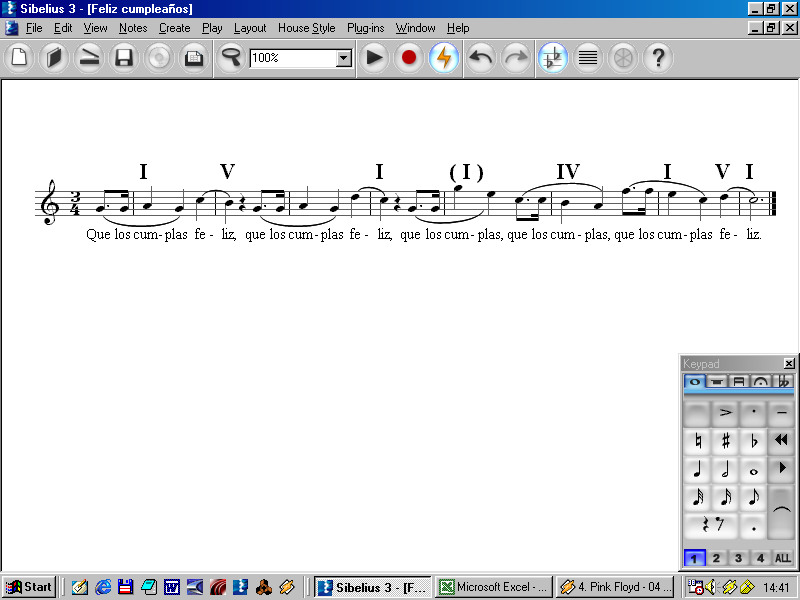 Sibelius 3 - [Feliz cumpleaños]
File Edit View Notes Create Play Layout House Style Plug-ins Window Help
100%
I V I ( I ) IV I V I
3
4
Que los cum- plas fe - liz, que los cum- plas fe - liz, que los cum- plas, que los cum- plas, que los cum- plas fe - liz.
Keypad
1 2 3 4 ALL
Start Sibelius 3 - [F... Microsoft Excel - ... 4. Pink Floyd - 04 ... 14:41